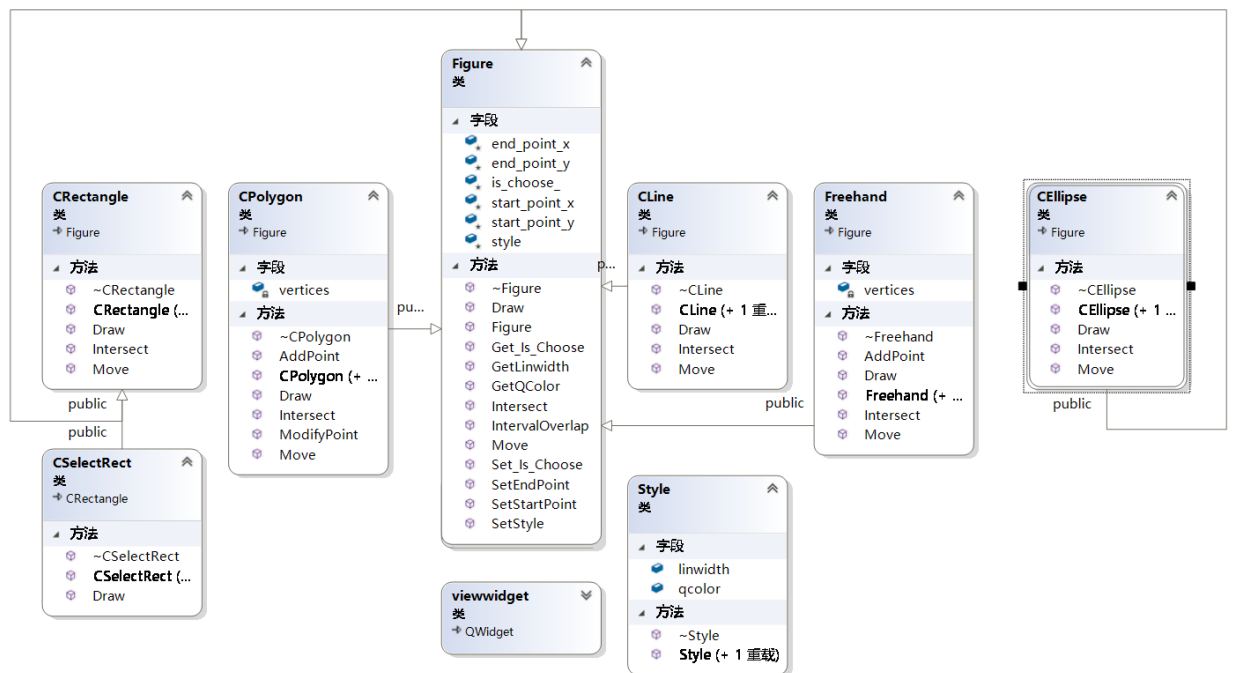 Figure
类
字段
end_point_x
end_point_y
is_choose_
start_point_x
start_point_y
style
方法
~Figure
Draw
Figure
Get_Is_Choose
GetLinwidth
GetQColor
Intersect
IntervalOverlap
Move
Set_Is_Choose
SetEndPoint
SetStartPoint
SetStyle
CRectangle
类
Figure
方法
~CRectangle
CRectangle (...
Draw
Intersect
Move
public
public
CSelectRect
类
CRectangle
方法
~CSelectRect
CSelectRect (...
Draw
CPolygon
类
Figure
字段
vertices
方法
~CPolygon
AddPoint
CPolygon (+ ...
Draw
Intersect
ModifyPoint
Move
pu...
p...
CLine
类
Figure
方法
~CLine
CLine (+ 1 重...
Draw
Intersect
Move
public
Freehand
类
Figure
字段
vertices
方法
~Freehand
AddPoint
Draw
Freehand (+ ...
Intersect
Move
CEllipse
类
Figure
方法
~CEllipse
CEllipse (+ 1 ...
Draw
Intersect
Move
public
viewwidget
类
QWidget
Style
类
字段
linwidth
qcolor
方法
~Style
Style (+ 1 重载)